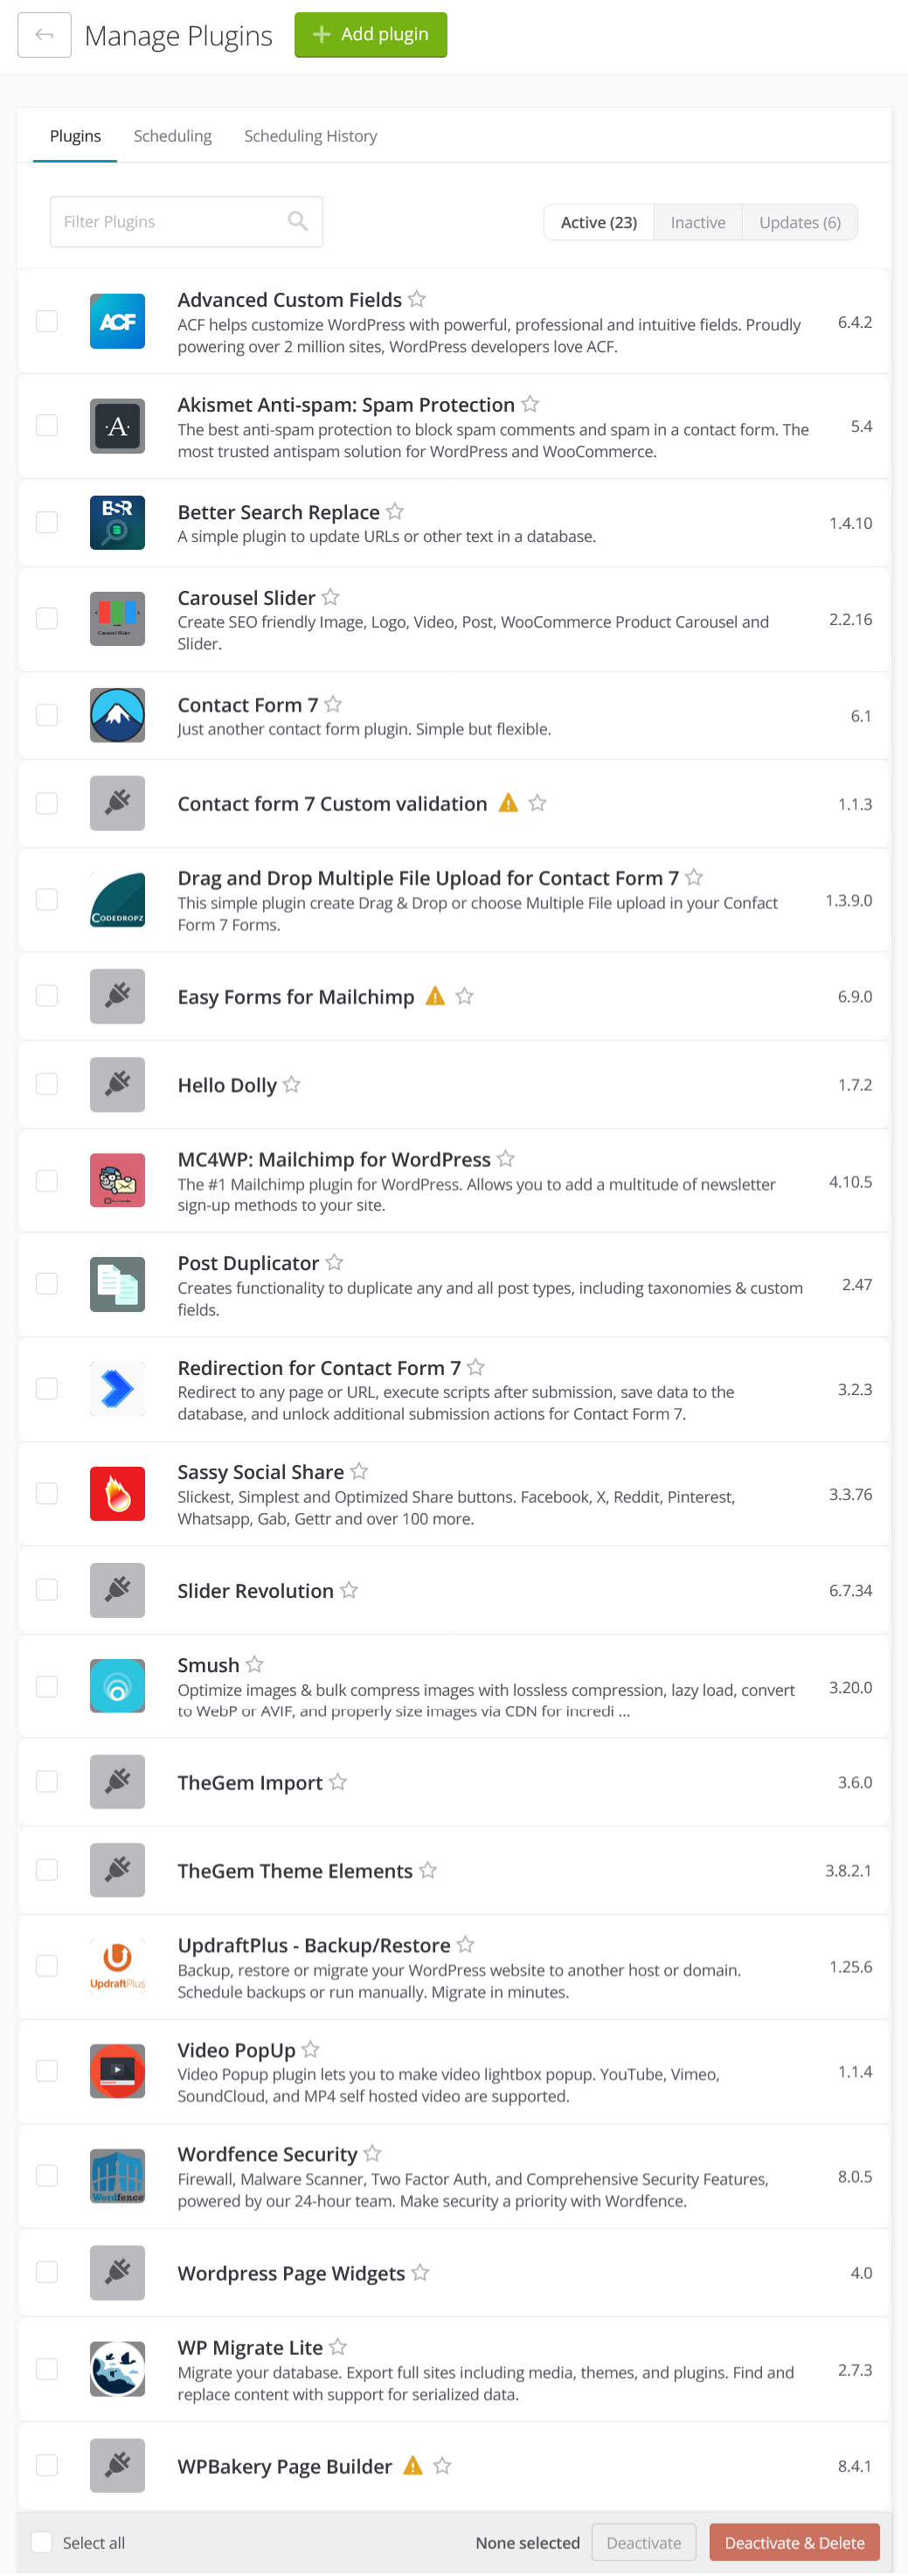 Manage Plugins
Add plugin
Plugins
Scheduling
Scheduling History
Filter Plugins
Active (23)
Inactive
Updates (6)
ACF
Advanced Custom Fields
ACF helps customize WordPress with powerful, professional and intuitive fields. Proudly
powering over 2 million sites, WordPress developers love ACF.
6.4.2
·A·
Akismet Anti-spam: Spam Protection
The best anti-spam protection to block spam comments and spam in a contact form. The
most trusted antispam solution for WordPress and WooCommerce.
5.4
BSR
Better Search Replace
A simple plugin to update URLs or other text in a database.
1.4.10
Carousel Slider
Carousel Slider
Create SEO friendly Image, Logo, Video, Post, WooCommerce Product Carousel and
Slider.
2.2.16
Contact Form 7
Just another contact form plugin. Simple but flexible.
6.1
Contact form 7 Custom validation
1.1.3
CODEDROPZ
Drag and Drop Multiple File Upload for Contact Form 7
This simple plugin create Drag & Drop or choose Multiple File upload in your Confact
Form 7 Forms.
1.3.9.0
Easy Forms for Mailchimp
6.9.0
Hello Dolly
1.7.2
MC4WP: Mailchimp for WordPress
The #1 Mailchimp plugin for WordPress. Allows you to add a multitude of newsletter
sign-up methods to your site.
4.10.5
Post Duplicator
Creates functionality to duplicate any and all post types, including taxonomies & custom
fields.
2.47
Redirection for Contact Form 7
Redirect to any page or URL, execute scripts after submission, save data to the
database, and unlock additional submission actions for Contact Form 7.
3.2.3
Sassy Social Share
Slickest, Simplest and Optimized Share buttons. Facebook, X, Reddit, Pinterest,
Whatsapp, Gab, Gettr and over 100 more.
3.3.76
Slider Revolution
6.7.34
Smush
Optimize images & bulk compress images with lossless compression, lazy load, convert
to WebP or AVIF, and properly size images via CDN for incredi ...
3.20.0
TheGem Import
3.6.0
TheGem Theme Elements
3.8.2.1
UpdraftPlus
UpdraftPlus - Backup/Restore
Backup, restore or migrate your WordPress website to another host or domain.
Schedule backups or run manually. Migrate in minutes.
1.25.6
Video PopUp
Video Popup plugin lets you to make video lightbox popup. YouTube, Vimeo,
SoundCloud, and MP4 self hosted video are supported.
1.1.4
Wordfence
Wordfence Security
Firewall, Malware Scanner, Two Factor Auth, and Comprehensive Security Features,
powered by our 24-hour team. Make security a priority with Wordfence.
8.0.5
Wordpress Page Widgets
4.0
WP Migrate Lite
Migrate your database. Export full sites including media, themes, and plugins. Find and
replace content with support for serialized data.
2.7.3
WPBakery Page Builder
8.4.1
Select all
None selected
Deactivate
Deactivate & Delete